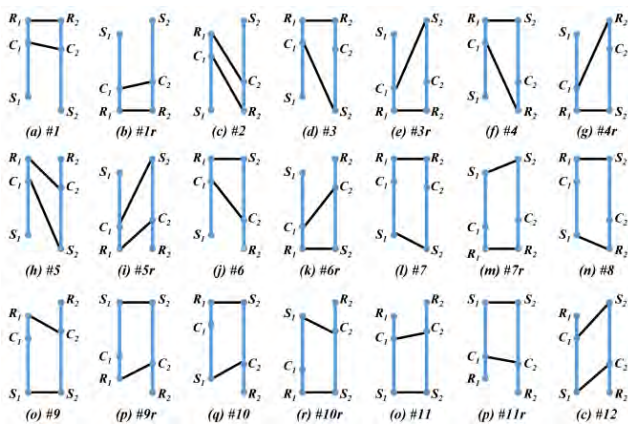 R1 R2 S1 S2 R1 S2 R1 R2 S1 S2 R1 S2 S1 R2
C1 C2 C1 C2 C1 C2 C1 C2 C1 C2 C1 C2 C1 C2
S1 S2 R1 R2 S1 R2 S1 S2 R1 R2 S1 R2 R1 S2
(a) #1 (b) #1r (c) #2 (d) #3 (e) #3r (f) #4 (g) #4r
R1 R2 S1 S2 R1 S2 S1 R2 R1 R2 S1 S2 R1 S2
C1 C2 C1 C2 C1 C2 C1 C2 C1 C2 C1 C2 C1 C2
S1 S2 R1 R2 S1 R2 R1 S2 S1 S2 R1 R2 S1 R2
(h) #5 (i) #5r (j) #6 (k) #6r (l) #7 (m) #7r (n) #8
R1 R2 S1 S2 R1 S2 S1 R2 R1 R2 S1 S2 R1 S2
C1 C2 C1 C2 C1 C2 C1 C2 C1 C2 C1 C2 C1 C2
S1 S2 R1 R2 S1 R2 R1 S2 S1 S2 R1 R2 S1 R2
(o) #9 (p) #9r (q) #10 (r) #10r (o) #11 (p) #11r (c) #12